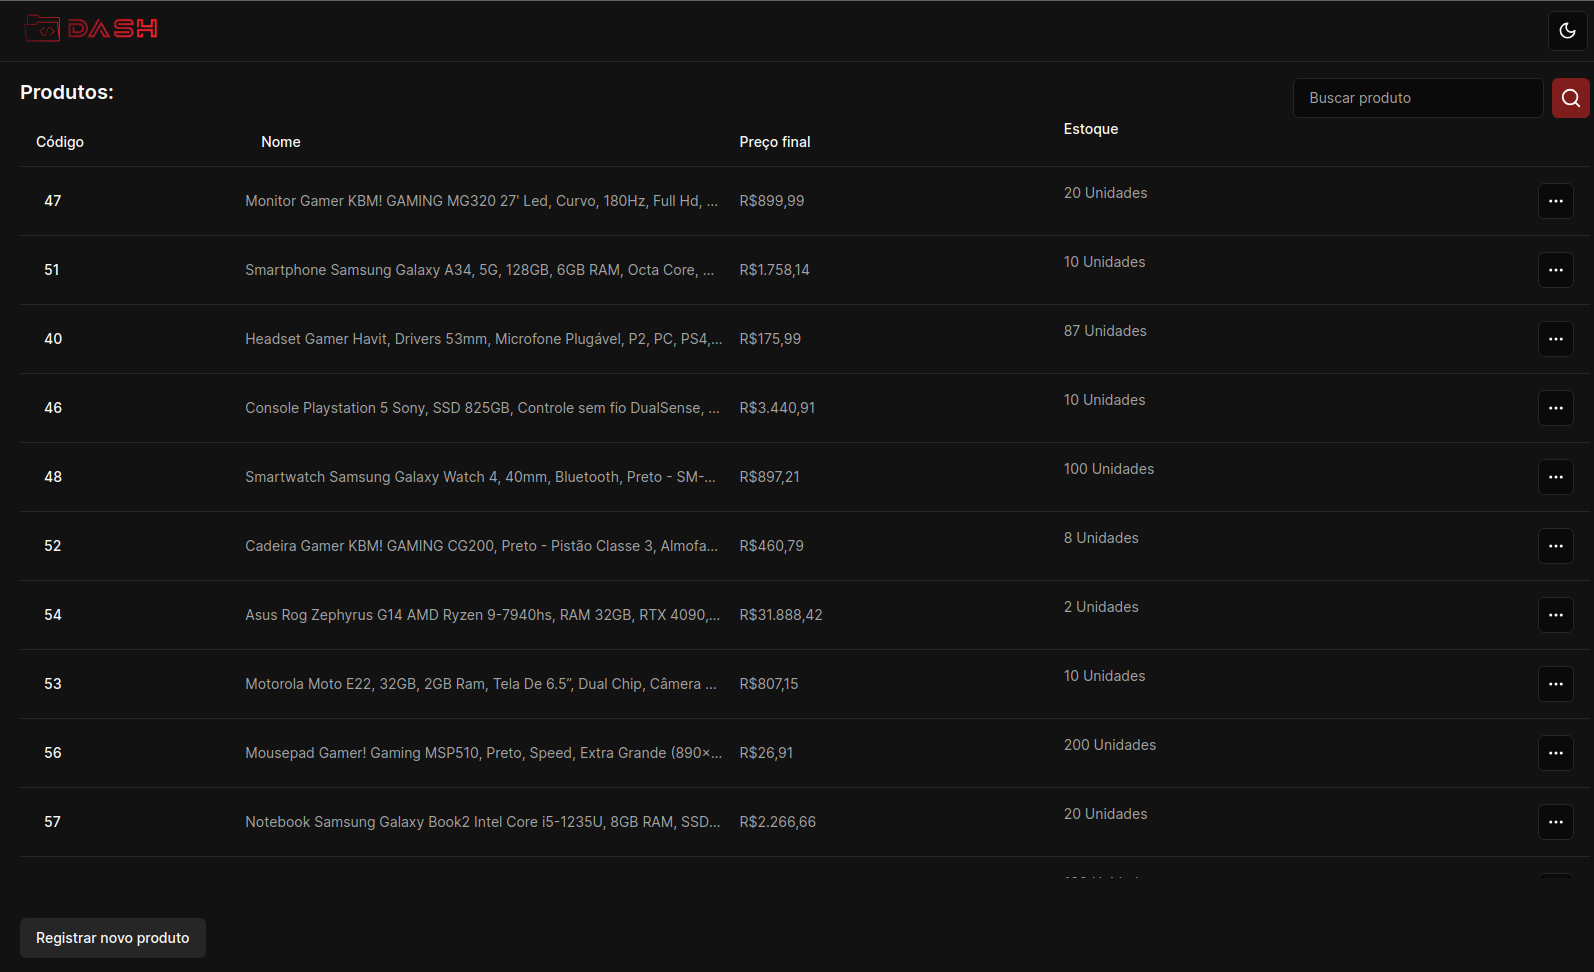 DASH
Produtos:
Buscar produto
Código Nome Preço final Estoque
47 Monitor Gamer KBM! GAMING MG320 27' Led, Curvo, 180Hz, Full Hd, ... R$899,99 20 Unidades
51 Smartphone Samsung Galaxy A34, 5G, 128GB, 6GB RAM, Octa Core, ... R$1.758,14 10 Unidades
40 Headset Gamer Havit, Drivers 53mm, Microfone Plugável, P2, PC, PS4,... R$175,99 87 Unidades
46 Console Playstation 5 Sony, SSD 825GB, Controle sem fio DualSense, ... R$3.440,91 10 Unidades
48 Smartwatch Samsung Galaxy Watch 4, 40mm, Bluetooth, Preto - SM-... R$897,21 100 Unidades
52 Cadeira Gamer KBM! GAMING CG200, Preto - Pistão Classe 3, Almofa... R$460,79 8 Unidades
54 Asus Rog Zephyrus G14 AMD Ryzen 9-7940hs, RAM 32GB, RTX 4090,... R$31.888,42 2 Unidades
53 Motorola Moto E22, 32GB, 2GB Ram, Tela De 6.5”, Dual Chip, Câmera ... R$807,15 10 Unidades
56 Mousepad Gamer! Gaming MSP510, Preto, Speed, Extra Grande (890×... R$26,91 200 Unidades
57 Notebook Samsung Galaxy Book2 Intel Core i5-1235U, 8GB RAM, SSD... R$2.266,66 20 Unidades
Registrar novo produto